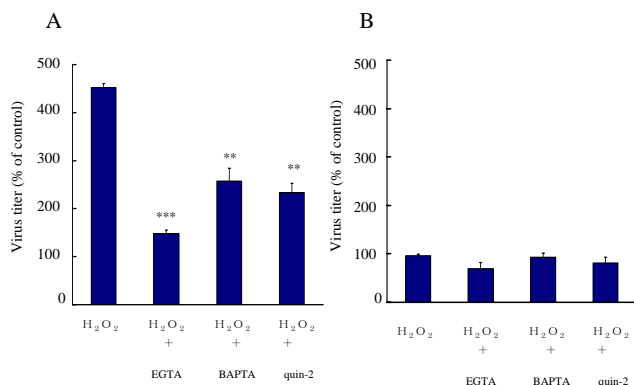 A
Virus titer (% of control)
500
400
300
200
100
0
***
**
**
H₂O₂ H₂O₂ H₂O₂ H₂O₂
+ + +
EGTA BAPTA quin-2
B
Virus titer (% of control)
500
400
300
200
100
0
H₂O₂ H₂O₂ H₂O₂ H₂O₂
+ + +
EGTA BAPTA quin-2